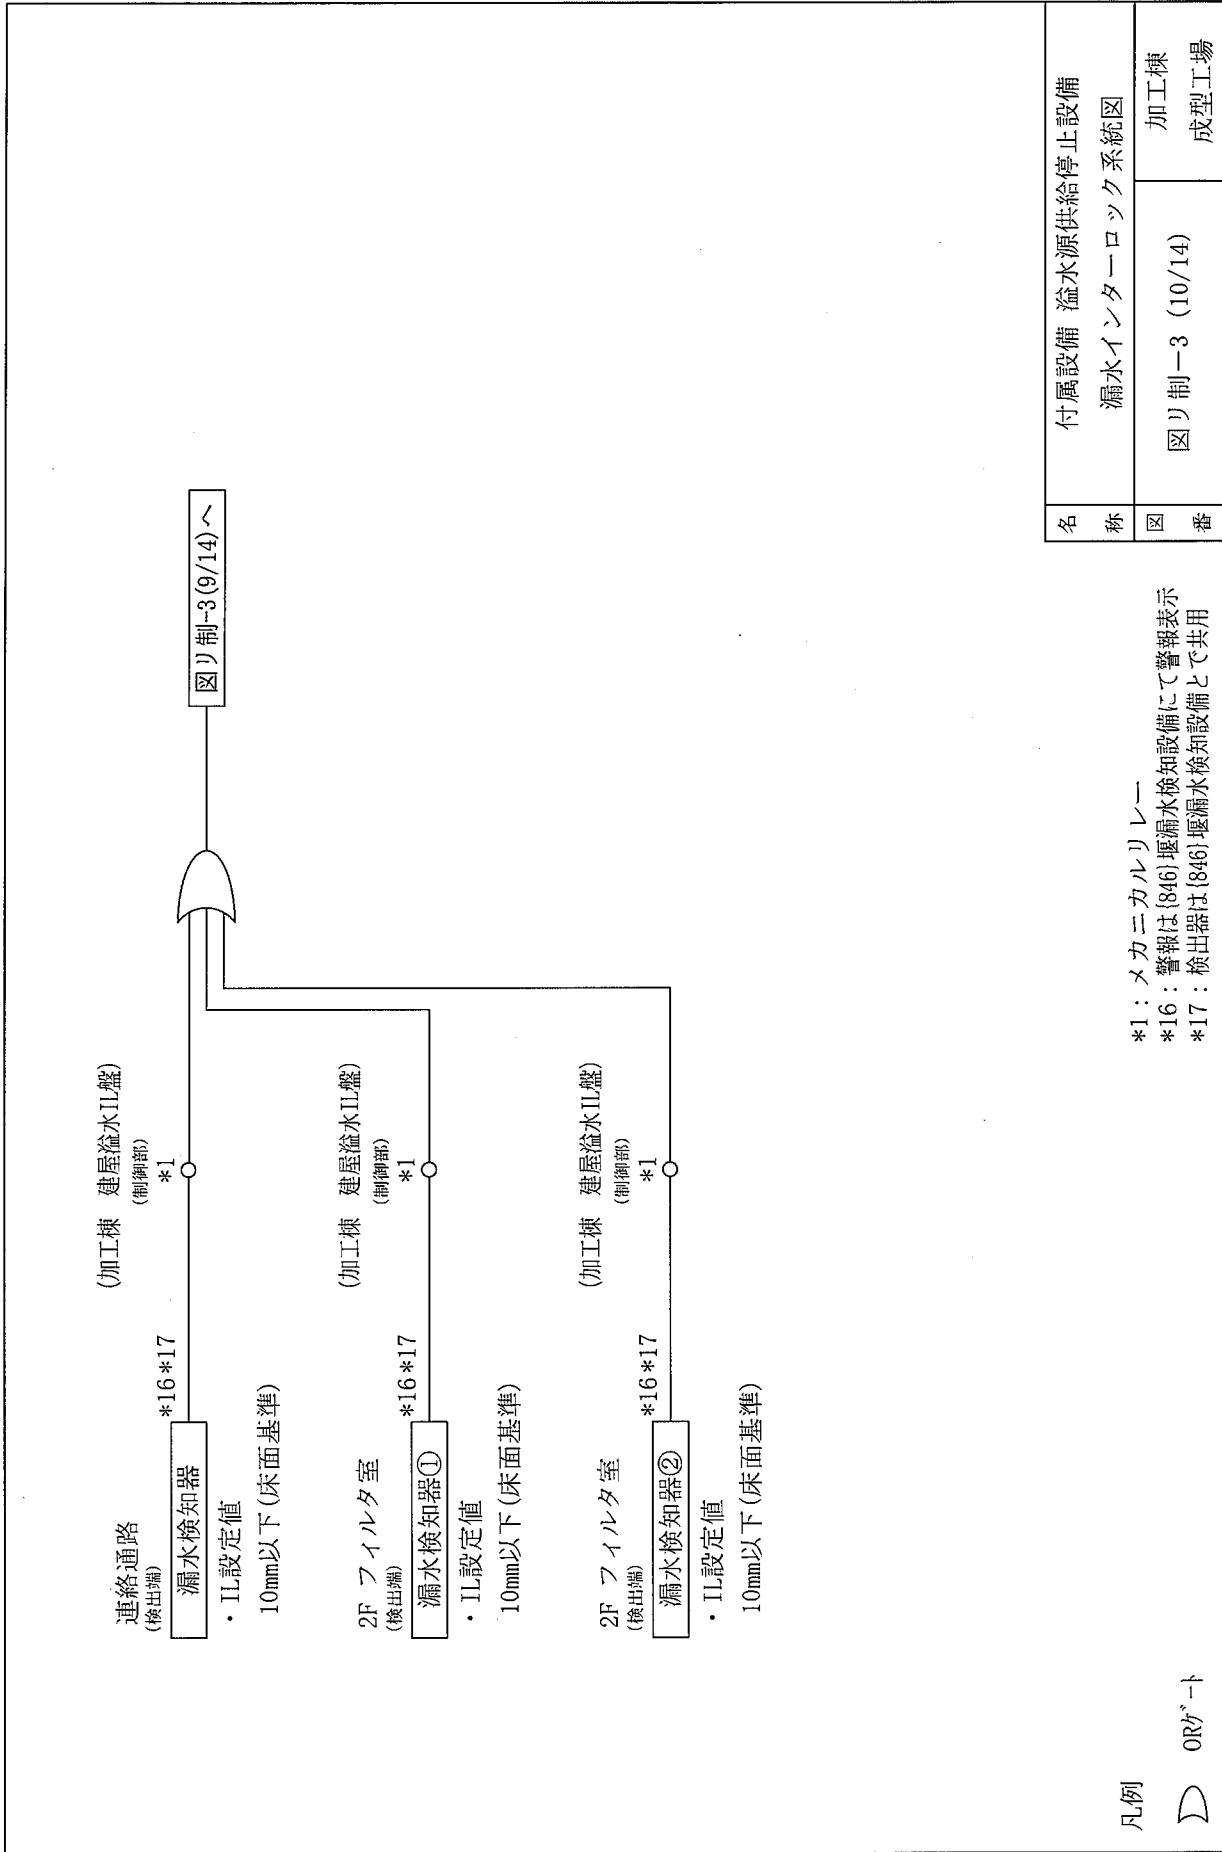 連絡通路
(検出端)
漏水検知器
*16*17
・IL設定値
10mm以下(床面基準)
(加工棟 建屋溢水IL盤)
(制御部)
*1
2F フィルタ室
(検出端)
漏水検知器①
*16*17
・IL設定値
10mm以下(床面基準)
(加工棟 建屋溢水IL盤)
(制御部)
*1
2F フィルタ室
(検出端)
漏水検知器②
*16*17
・IL設定値
10mm以下(床面基準)
(加工棟 建屋溢水IL盤)
(制御部)
*1
図リ制-3(9/14)へ
凡例
ORゲート
*1：メカニカルリレー
*16：警報は{846}堰漏水検知設備にて警報表示
*17：検出器は{846}堰漏水検知設備とで共用
名称
付属設備 溢水源供給停止設備
漏水インターロック系統図
図番
図リ制－3 (10/14)
加工棟
成型工場